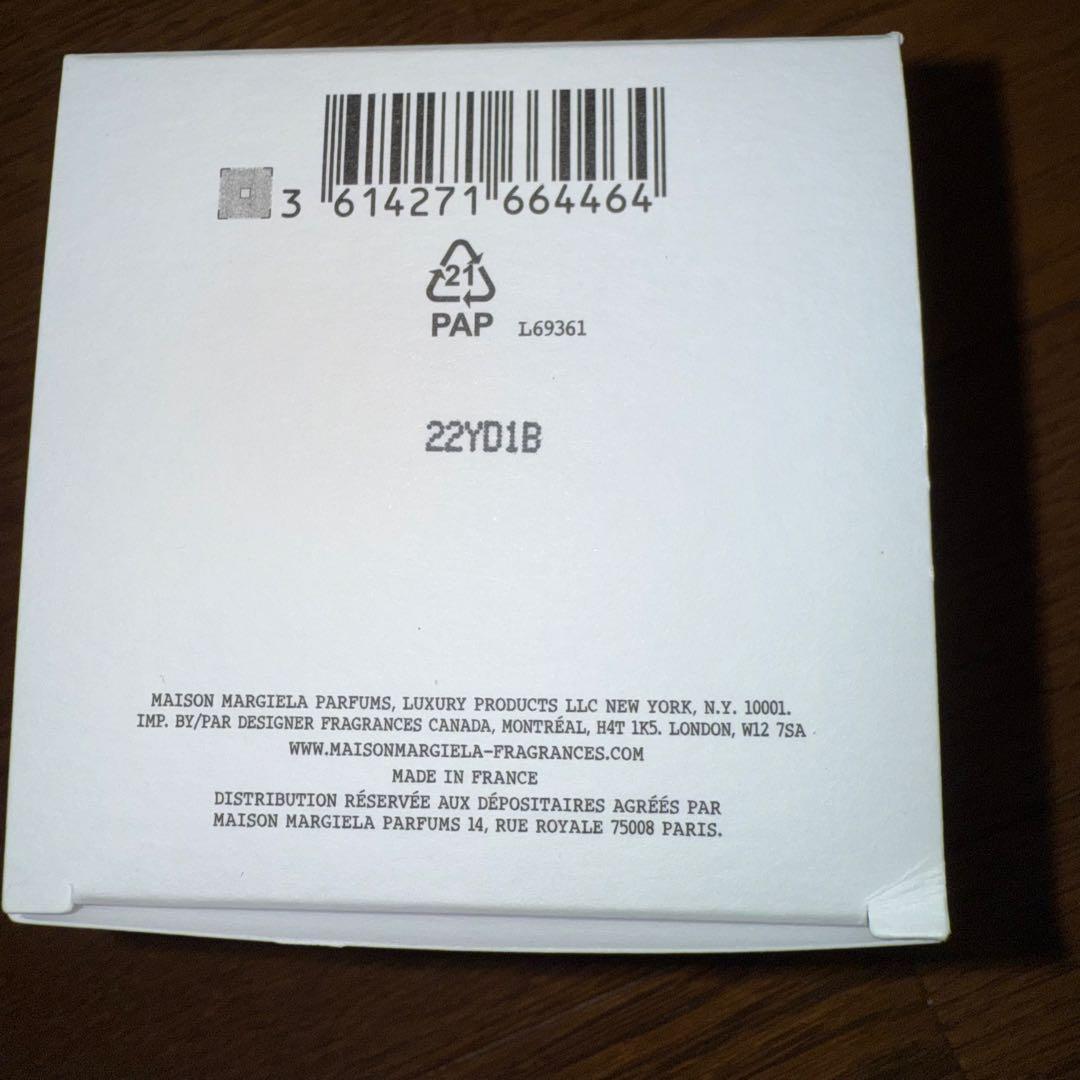 3 614271 664464
21
PAP L69361
22YD1B
MAISON MARGIELA PARFUMS, LUXURY PRODUCTS LLC NEW YORK, N.Y. 10001.
IMP. BY/PAR DESIGNER FRAGRANCES CANADA, MONTRÉAL, H4T 1K5. LONDON, W12 7SA
WWW.MAISONMARGIELA-FRAGRANCES.COM
MADE IN FRANCE
DISTRIBUTION RÉSERVÉE AUX DÉPOSITAIRES AGRÉÉS PAR
MAISON MARGIELA PARFUMS 14, RUE ROYALE 75008 PARIS.